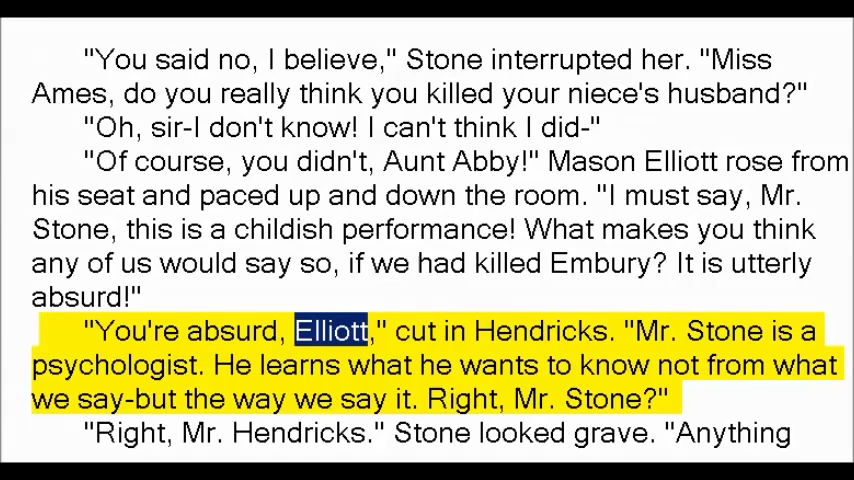 "You said no, I believe," Stone interrupted her. "Miss
Ames, do you really think you killed your niece's husband?"
"Oh, sir-I don't know! I can't think I did-"
"Of course, you didn't, Aunt Abby!" Mason Elliott rose from
his seat and paced up and down the room. "I must say, Mr.
Stone, this is a childish performance! What makes you think
any of us would say so, if we had killed Embury? It is utterly
absurd!"
"You're absurd, Elliott," cut in Hendricks. "Mr. Stone is a
psychologist. He learns what he wants to know not from what
we say-but the way we say it. Right, Mr. Stone?"
"Right, Mr. Hendricks." Stone looked grave. "Anything